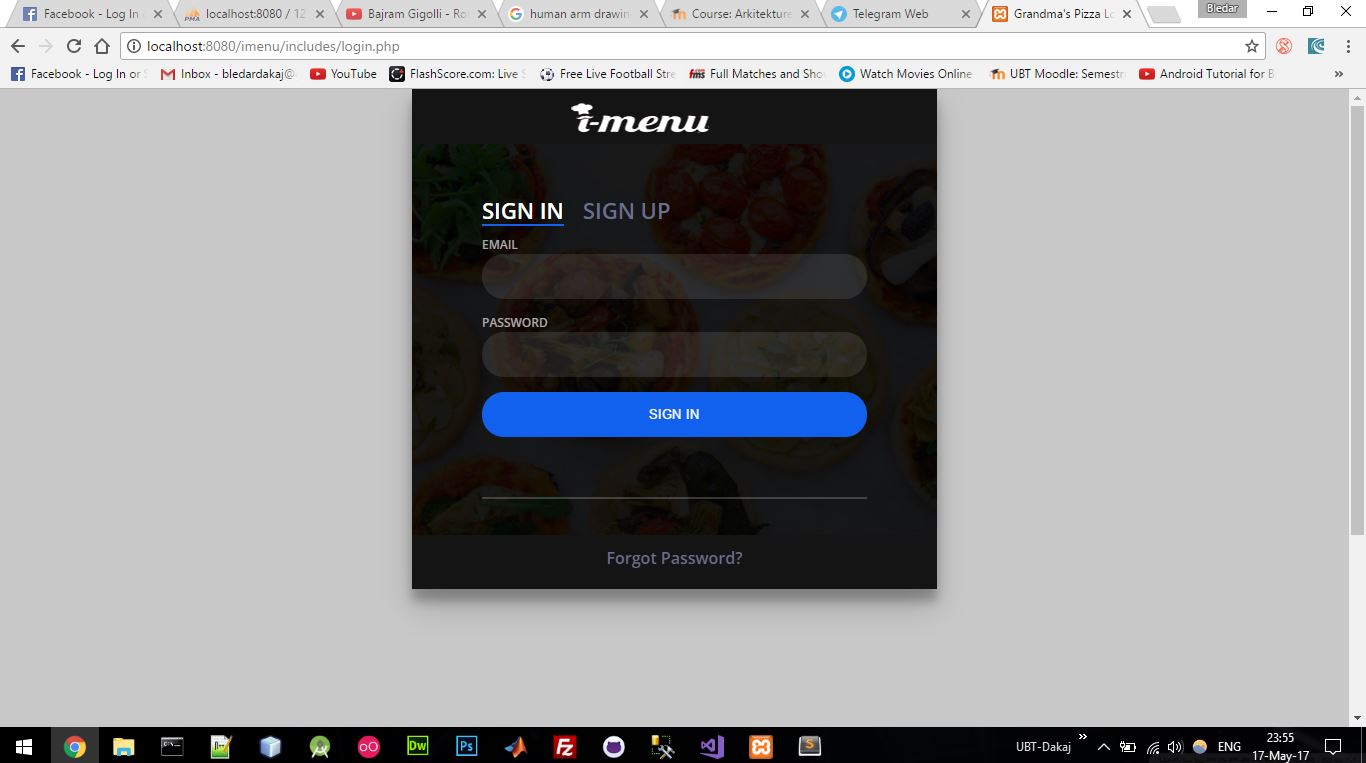 Facebook - Log In o
localhost:8080 / 12
Bajram Gigolli - Ro
human arm drawin
Course: Arkitekture
Telegram Web
Grandma's Pizza Lo
Bledar
localhost:8080/imenu/includes/login.php
Facebook - Log In or S
Inbox - bledardakaj@
YouTube
FlashScore.com: Live S
Free Live Football Stre
Full Matches and Sho
Watch Movies Online
UBT Moodle: Semestr
Android Tutorial for B
»
i-menu
SIGN IN SIGN UP
EMAIL
PASSWORD
SIGN IN
Forgot Password?
Dw
Ps
Fz
S
UBT-Dakaj
»
ENG
23:55
17-May-17